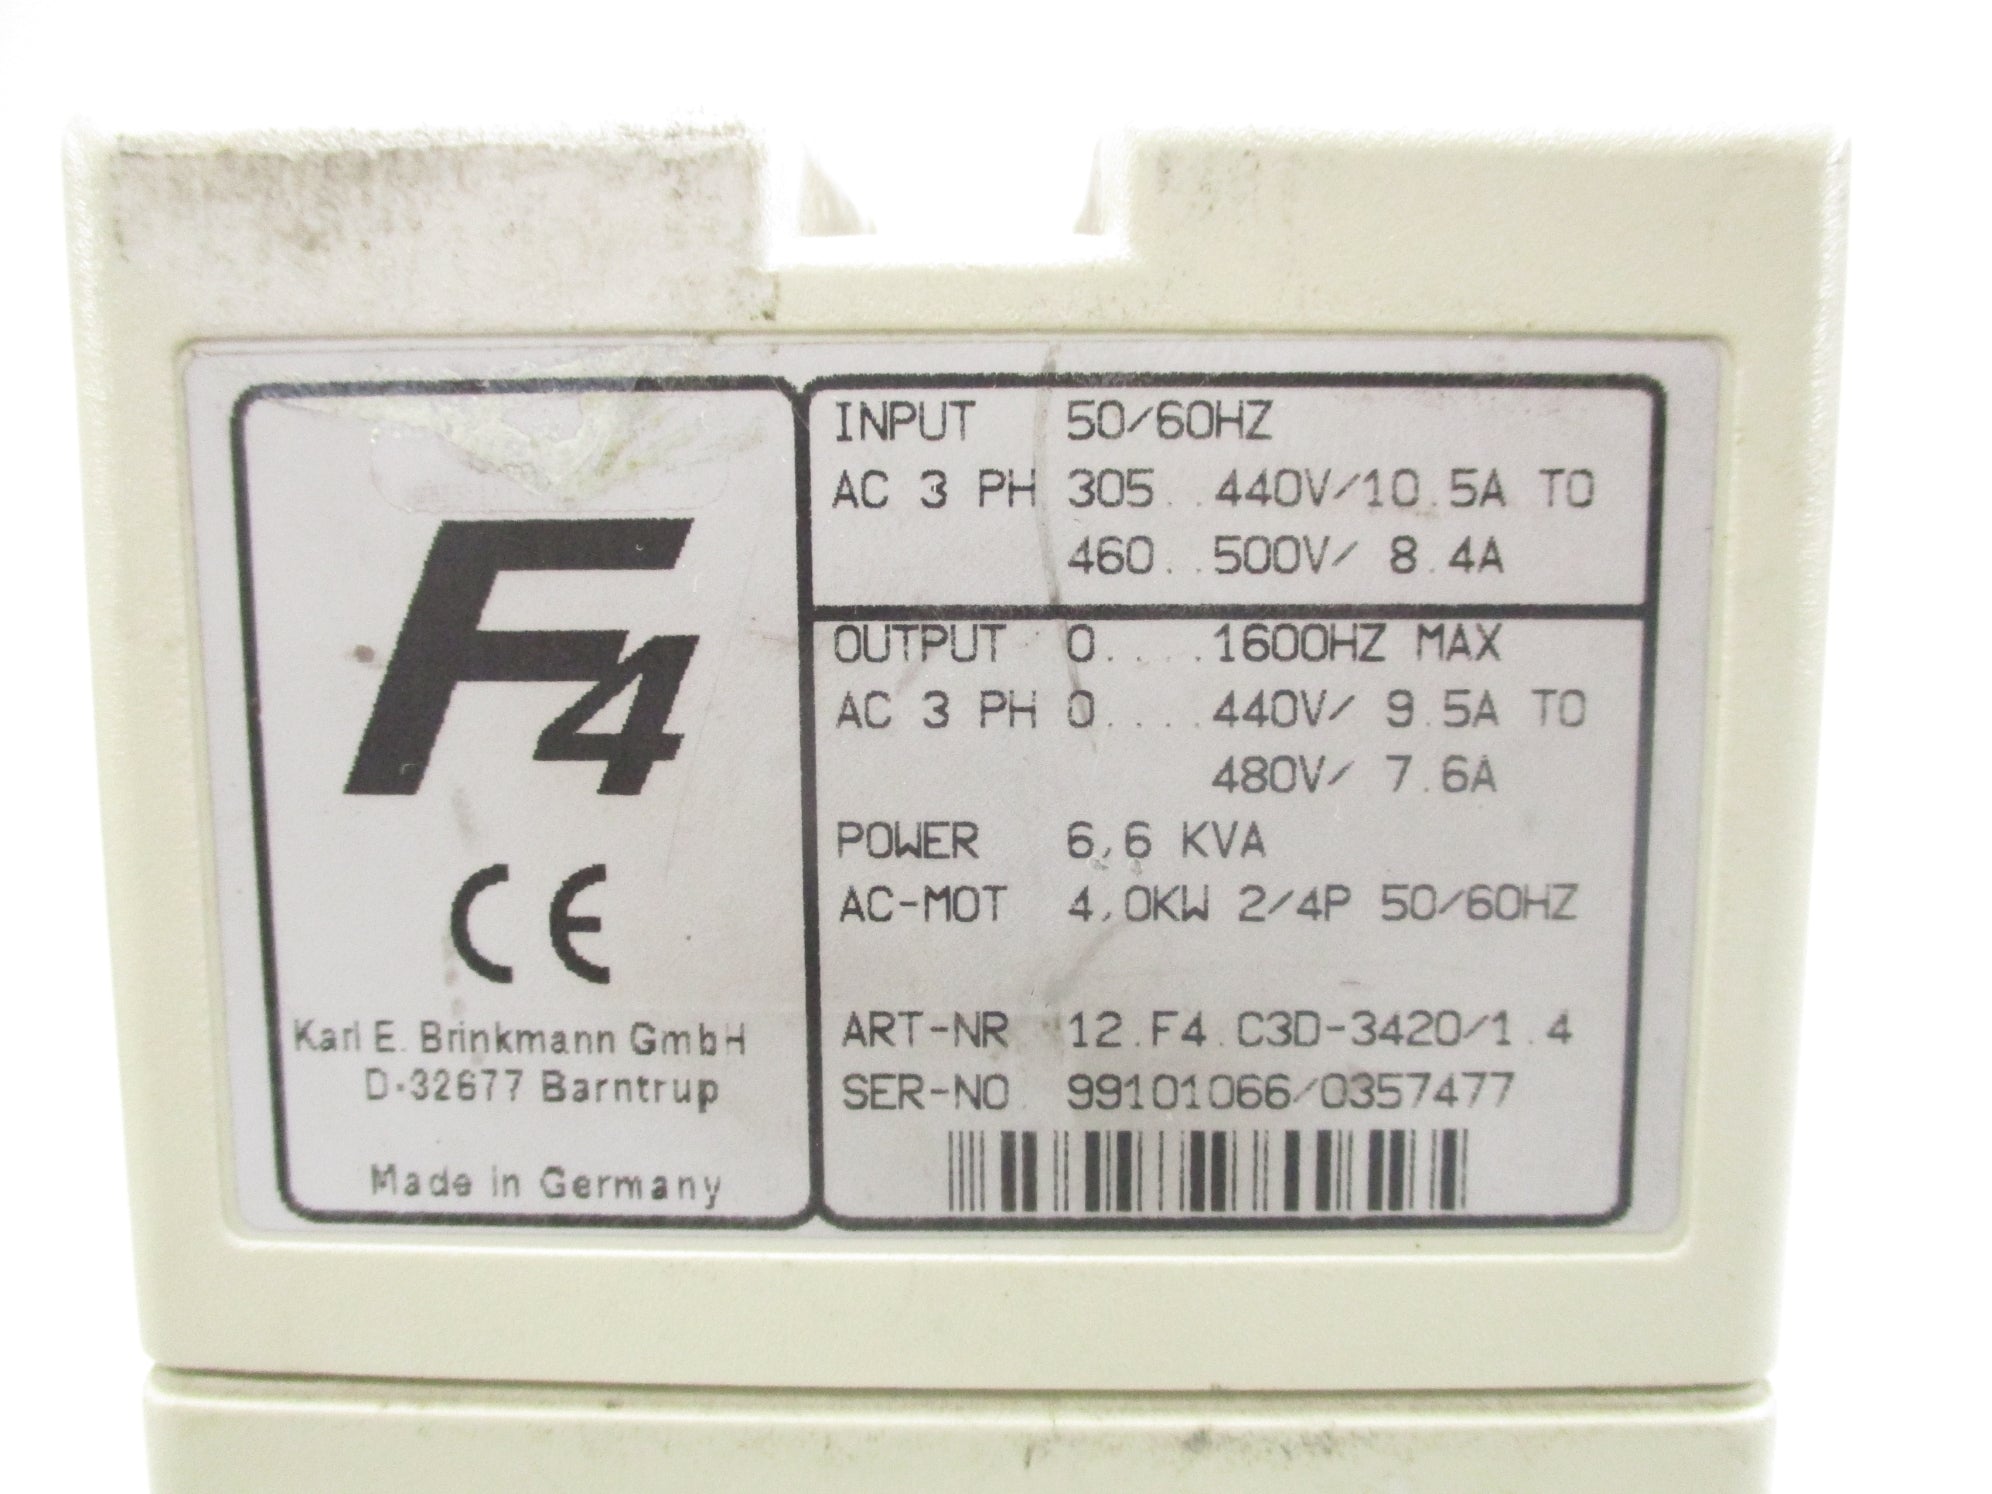 F4
CE
Karl E. Brinkmann GmbH
D-32677 Barntrup
Made in Germany
INPUT 50/60HZ
AC 3 PH 305..440V/10.5A TO
460..500V/ 8.4A
OUTPUT 0....1600HZ MAX
AC 3 PH 0....440V/ 9.5A TO
480V/ 7.6A
POWER 6,6 KVA
AC-MOT 4,0KW 2/4P 50/60HZ
ART-NR 12.F4.C3D-3420/1.4
SER-NO. 99101066/0357477